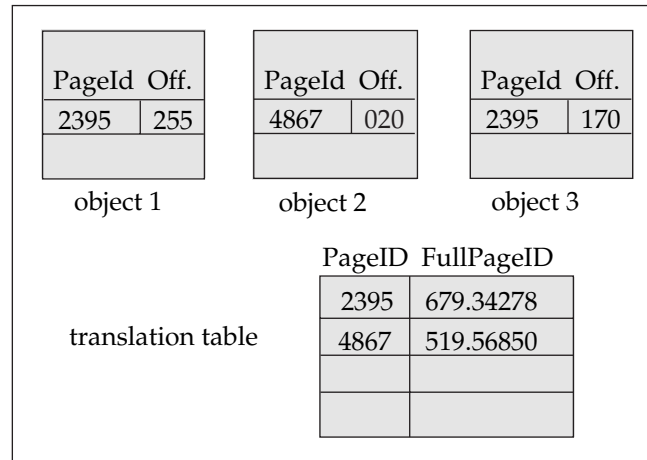 PageId Off. PageId Off. PageId Off.
2395 255 4867 020 2395 170
object 1 object 2 object 3
PageID FullPageID
2395 679.34278
translation table 4867 519.56850